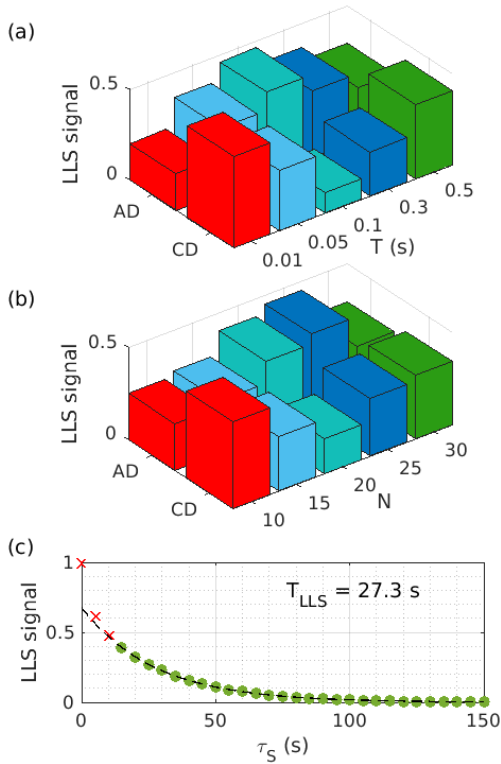 (a)
LLS signal
0.5
0
AD
CD
0.01
0.05
0.1
0.3
0.5
T (s)
(b)
LLS signal
0.5
0
AD
CD
10
15
20
25
30
N
(c)
LLS signal
1
0.5
0
T_LLS = 27.3 s
0 50 100 150
τ_S (s)